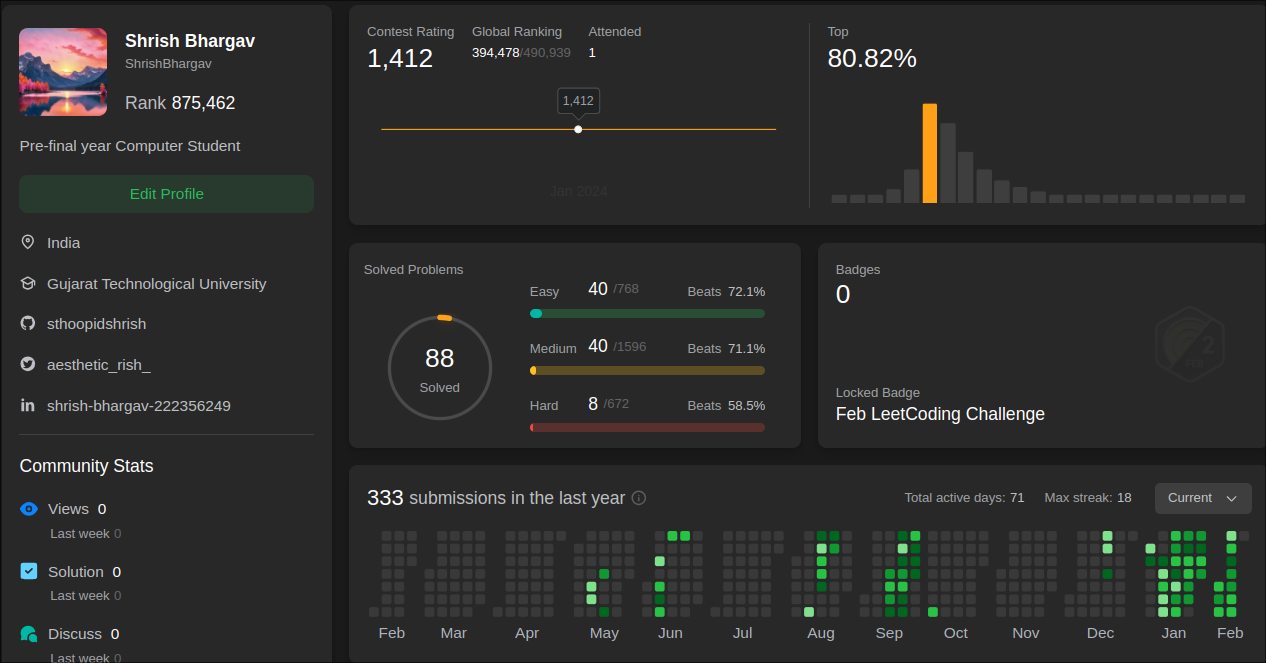 Shrish Bhargav
ShrishBhargav
Rank 875,462
Pre-final year Computer Student
Edit Profile
India
Gujarat Technological University
sthoopidshrish
aesthetic_rish_
shrish-bhargav-222356249
Community Stats
Views 0
Last week 0
Solution 0
Last week 0
Discuss 0
Last week 0
Contest Rating
1,412
Global Ranking
394,478/490,939
Attended
1
1,412
Jan 2024
Top
80.82%
Solved Problems
88
Solved
Easy 40 /768 Beats 72.1%
Medium 40 /1596 Beats 71.1%
Hard 8 /672 Beats 58.5%
Badges
0
2
FEB
Locked Badge
Feb LeetCoding Challenge
333 submissions in the last year
Total active days: 71 Max streak: 18
Current
Feb Mar Apr May Jun Jul Aug Sep Oct Nov Dec Jan Feb